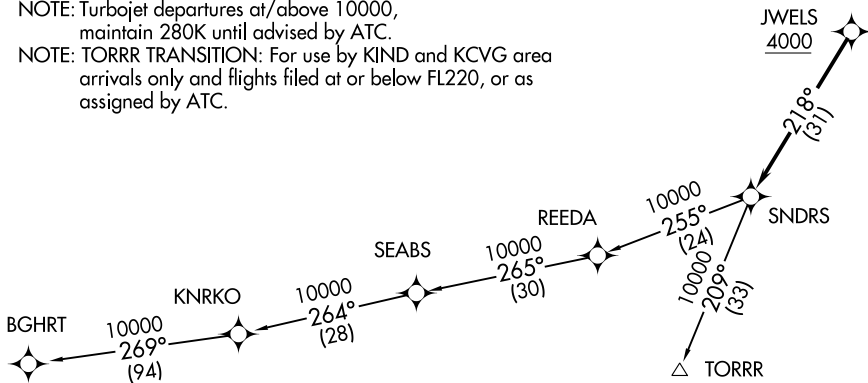 NOTE: Turbojet departures at/above 10000,
maintain 280K until advised by ATC.
NOTE: TORRR TRANSITION: For use by KIND and KCVG area
arrivals only and flights filed at or below FL220, or as
assigned by ATC.
JWELS
4000
218°
(31)
SNDRS
10000
255°
(24)
REEDA
10000
265°
(30)
SEABS
10000
264°
(28)
KNRKO
10000
269°
(94)
BGHRT
10000
209°
(33)
TORRR